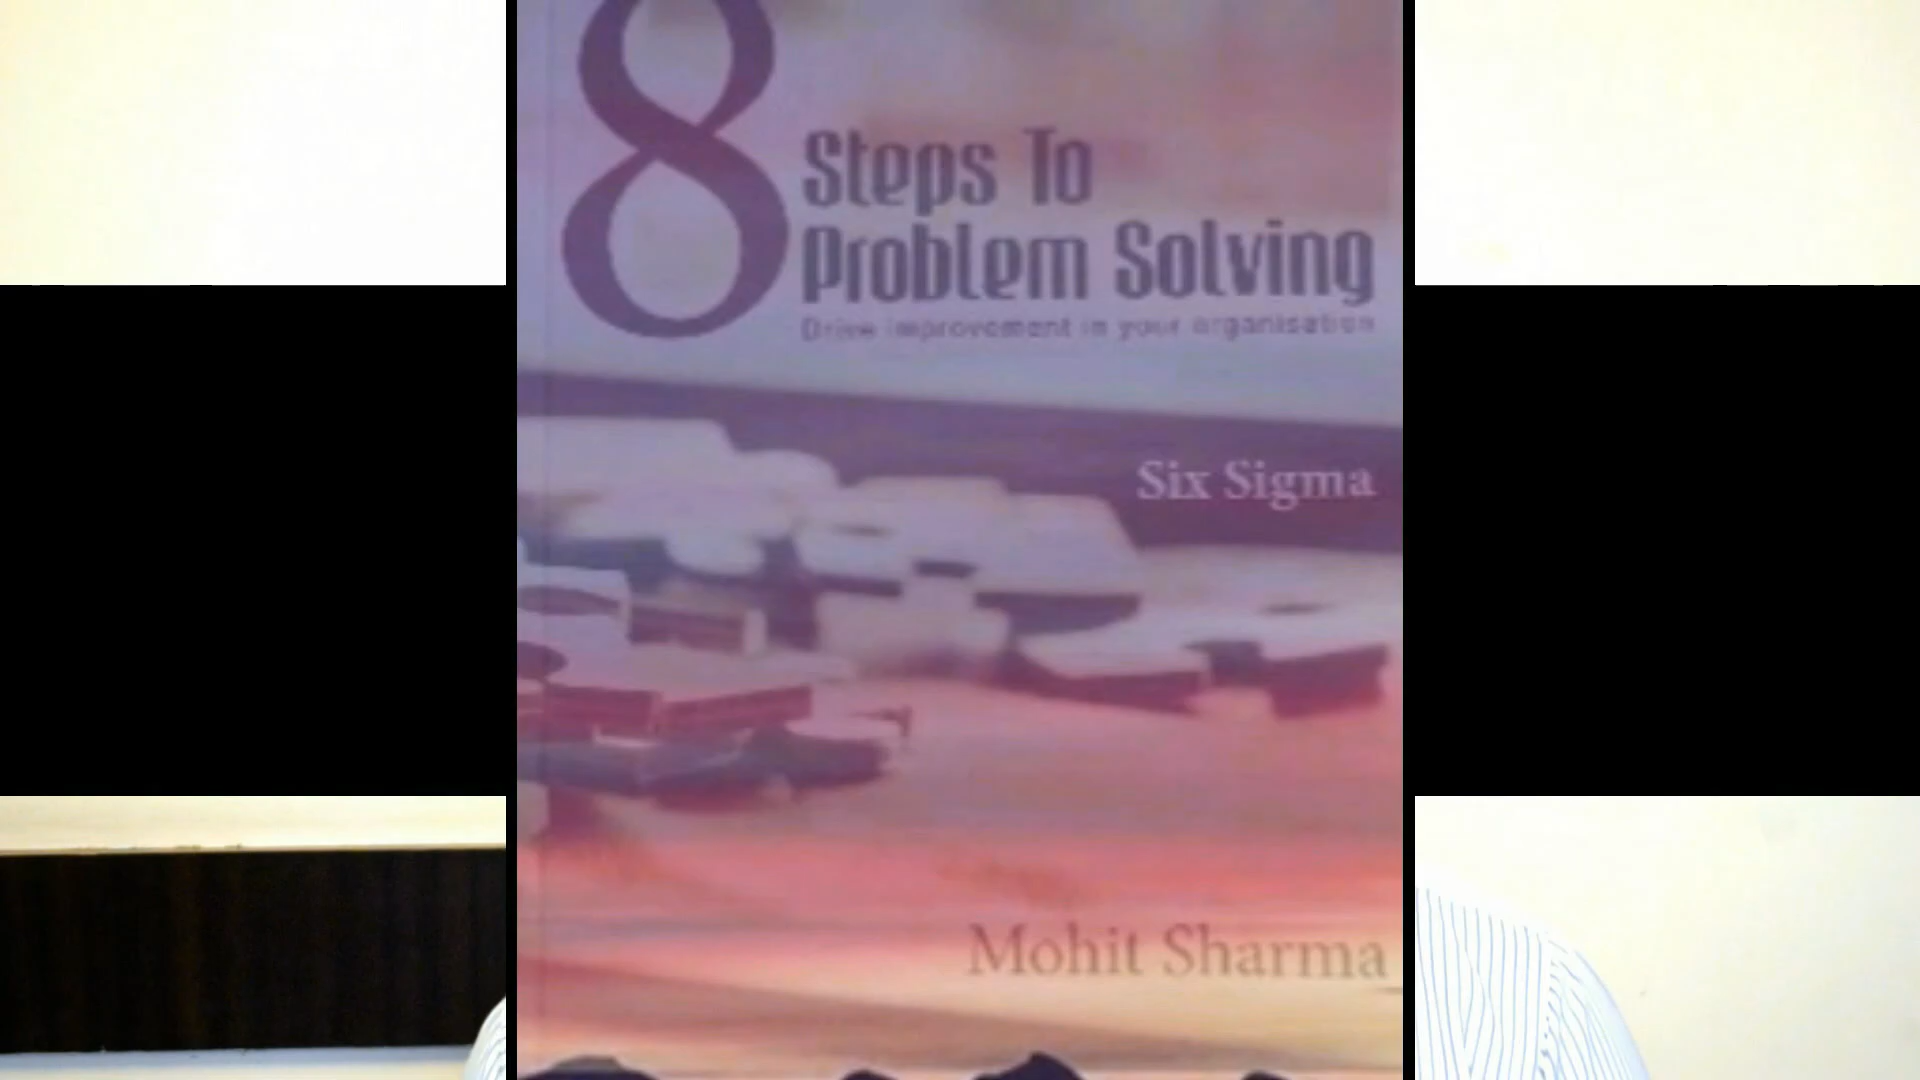 8
Steps To
Problem Solving
Drive improvement in your organisation
Six Sigma
Mohit Sharma